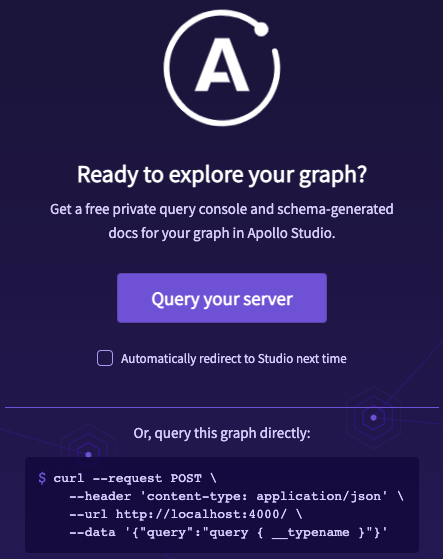 A
Ready to explore your graph?
Get a free private query console and schema-generated
docs for your graph in Apollo Studio.
Query your server
Automatically redirect to Studio next time
Or, query this graph directly:
$ curl --request POST \
--header 'content-type: application/json' \
--url http://localhost:4000/ \
--data '{"query":"query { __typename }"}'